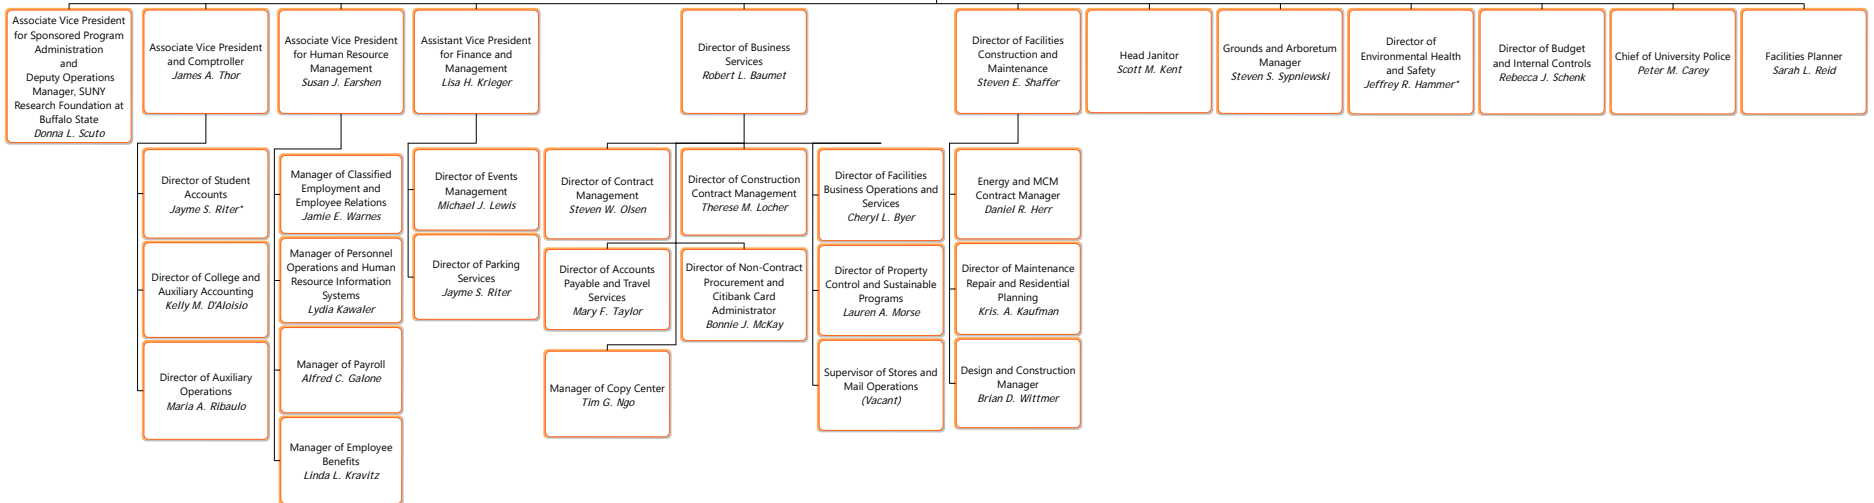 Associate Vice President
for Sponsored Program
Administration
and
Deputy Operations
Manager, SUNY
Research Foundation at
Buffalo State
Donna L. Scuto
Associate Vice President
and Comptroller
James A. Thor
Associate Vice President
for Human Resource
Management
Susan J. Earshen
Assistant Vice President
for Finance and
Management
Lisa H. Krieger
Director of Business
Services
Robert L. Baumet
Director of Facilities
Construction and
Maintenance
Steven E. Shaffer
Head Janitor
Scott M. Kent
Grounds and Arboretum
Manager
Steven S. Sypniewski
Director of
Environmental Health
and Safety
Jeffrey R. Hammer*
Director of Budget
and Internal Controls
Rebecca J. Schenk
Chief of University Police
Peter M. Carey
Facilities Planner
Sarah L. Reid
Director of Student
Accounts
Jayme S. Riter*
Director of College and
Auxiliary Accounting
Kelly M. D'Aloisio
Director of Auxiliary
Operations
Maria A. Ribaulo
Manager of Classified
Employment and
Employee Relations
Jamie E. Warnes
Manager of Personnel
Operations and Human
Resource Information
Systems
Lydia Kawaler
Manager of Payroll
Alfred C. Galone
Manager of Employee
Benefits
Linda L. Kravitz
Director of Events
Management
Michael J. Lewis
Director of Parking
Services
Jayme S. Riter
Director of Contract
Management
Steven W. Olsen
Director of Accounts
Payable and Travel
Services
Mary F. Taylor
Manager of Copy Center
Tim G. Ngo
Director of Construction
Contract Management
Therese M. Locher
Director of Non-Contract
Procurement and
Citibank Card
Administrator
Bonnie J. McKay
Director of Facilities
Business Operations and
Services
Cheryl L. Byer
Director of Property
Control and Sustainable
Programs
Lauren A. Morse
Supervisor of Stores and
Mail Operations
(Vacant)
Energy and MCM
Contract Manager
Daniel R. Herr
Director of Maintenance
Repair and Residential
Planning
Kris. A. Kaufman
Design and Construction
Manager
Brian D. Wittmer